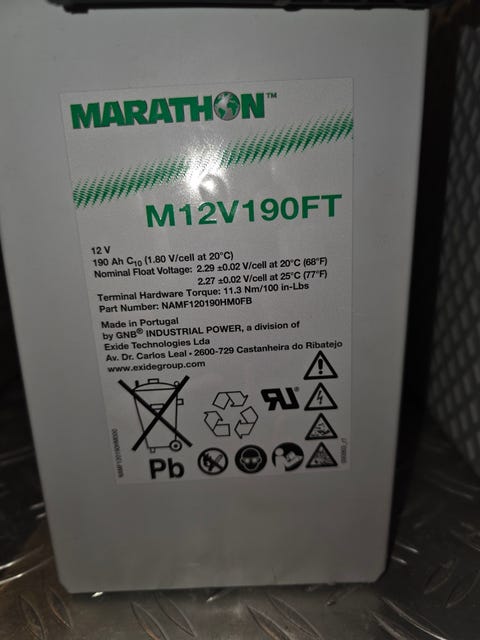 MARATHON™
M12V190FT
12 V
190 Ah C10 (1.80 V/cell at 20°C)
Nominal Float Voltage: 2.29 ±0.02 V/cell at 20°C (68°F)
2.27 ±0.02 V/cell at 25°C (77°F)
Terminal Hardware Torque: 11.3 Nm/100 in-Lbs
Part Number: NAMF120190HM0FB
Made in Portugal
by GNB® INDUSTRIAL POWER, a division of
Exide Technologies Lda
Av. Dr. Carlos Leal - 2600-729 Castanheira do Ribatejo
www.exidegroup.com
Pb